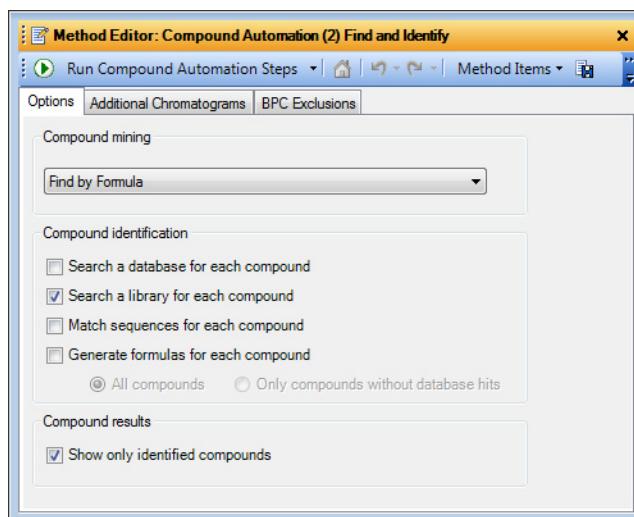 Method Editor: Compound Automation (2) Find and Identify
Run Compound Automation Steps Method Items
Options Additional Chromatograms BPC Exclusions
Compound mining
Find by Formula
Compound identification
Search a database for each compound
Search a library for each compound
Match sequences for each compound
Generate formulas for each compound
All compounds Only compounds without database hits
Compound results
Show only identified compounds